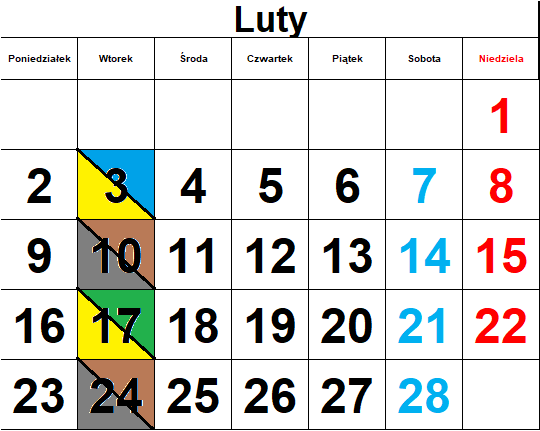 Luty
Poniedziałek Wtorek Środa Czwartek Piątek Sobota Niedziela
1
2 3 4 5 6 7 8
9 10 11 12 13 14 15
16 17 18 19 20 21 22
23 24 25 26 27 28